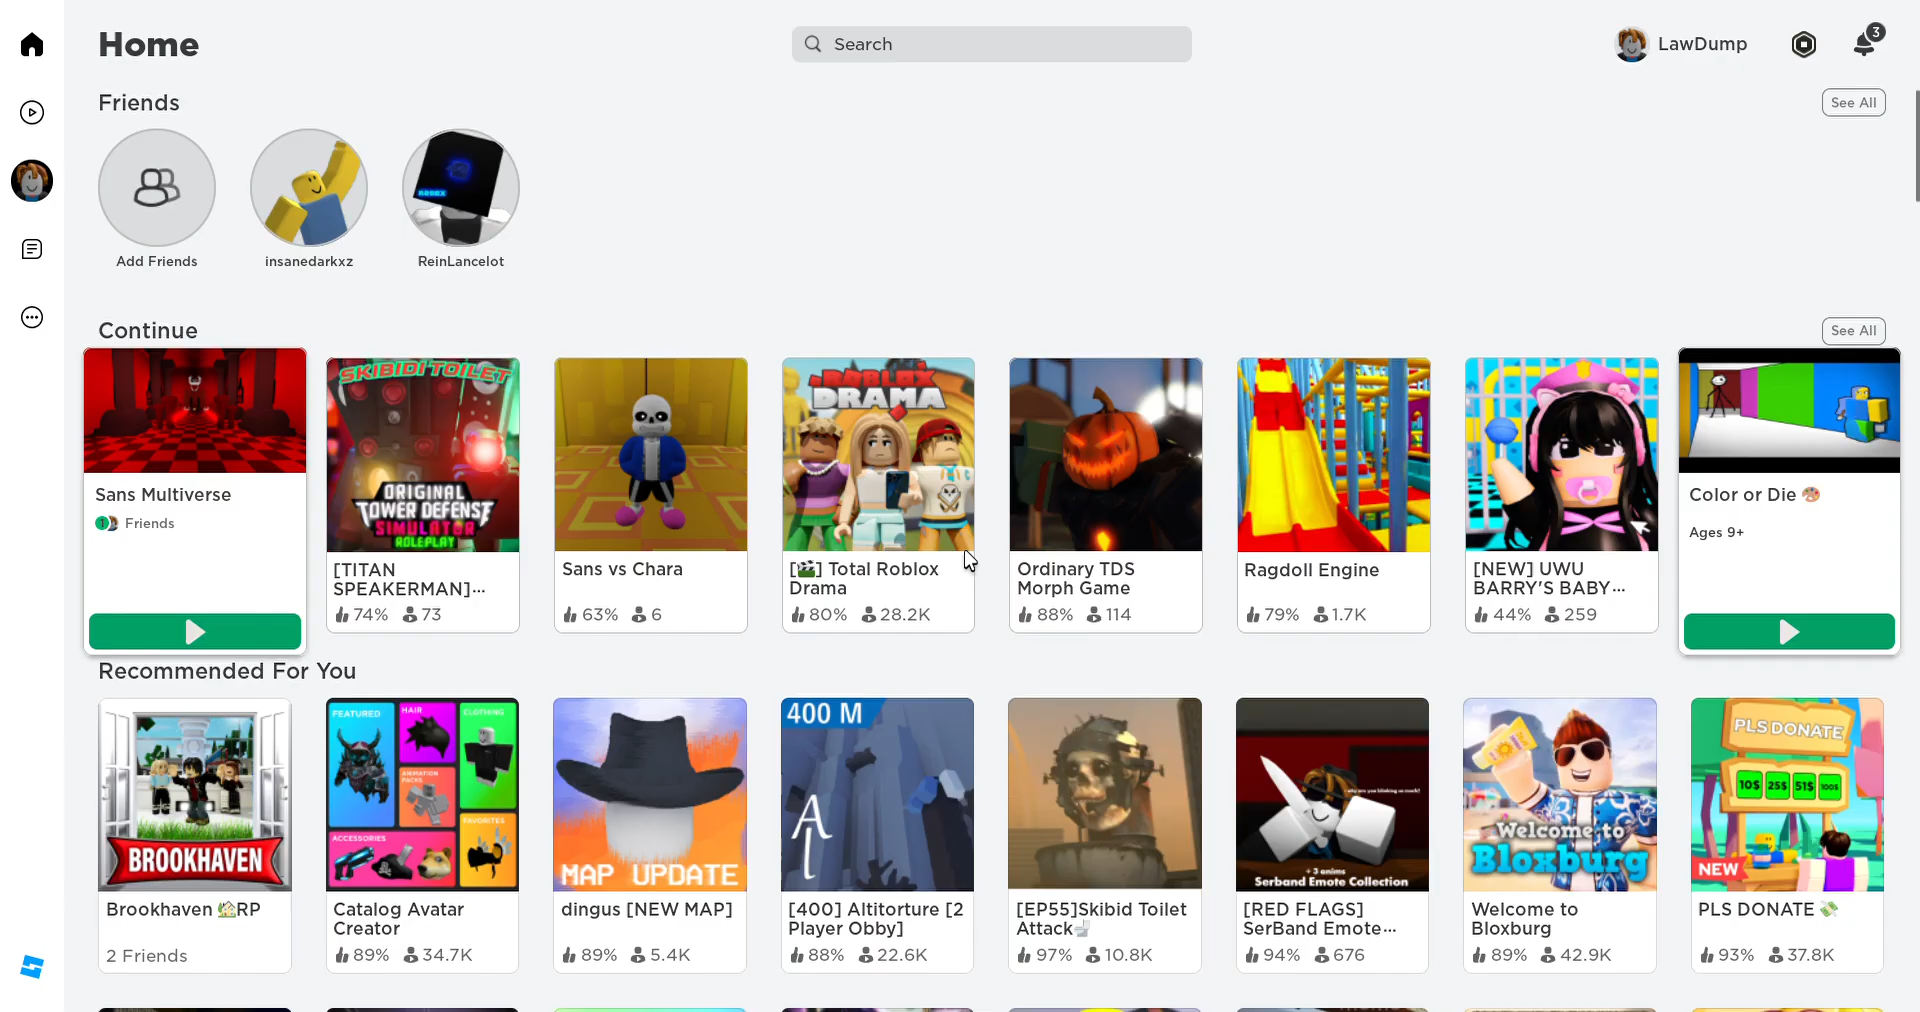 Home
Search
LawDump
3
Friends
See All
Add Friends
insanedarkxz
ReinLancelot
Continue
See All
SKIBIDI TOILET
ORIGINAL
TOWER DEFENSE
SIMULATOR
ROLEPLAY
ROBLOX
DRAMA
Sans Multiverse
1 Friends
[TITAN
SPEAKERMAN]...
74% 73
Sans vs Chara
63% 6
[🎬] Total Roblox
Drama
80% 28.2K
Ordinary TDS
Morph Game
88% 114
Ragdoll Engine
79% 1.7K
[NEW] UWU
BARRY'S BABY...
44% 259
Color or Die 🎨
Ages 9+
Recommended For You
BROOKHAVEN
FEATURED
HAIR
CLOTHING
ANIMATION
PACKS
ACCESSORIES
FAVORITES
MAP UPDATE
400 M
A
+ 3 anims
Serband Emote Collection
Welcome to
Bloxburg
PLS DONATE
10$ 25$ 51$ 100$
NEW
Brookhaven 🏡RP
2 Friends
Catalog Avatar
Creator
89% 34.7K
dingus [NEW MAP]
89% 5.4K
[400] Altitorture [2
Player Obby]
88% 22.6K
[EP55]Skibid Toilet
Attack🚽
97% 10.8K
[RED FLAGS]
SerBand Emote...
94% 676
Welcome to
Bloxburg
89% 42.9K
PLS DONATE 💸
93% 37.8K